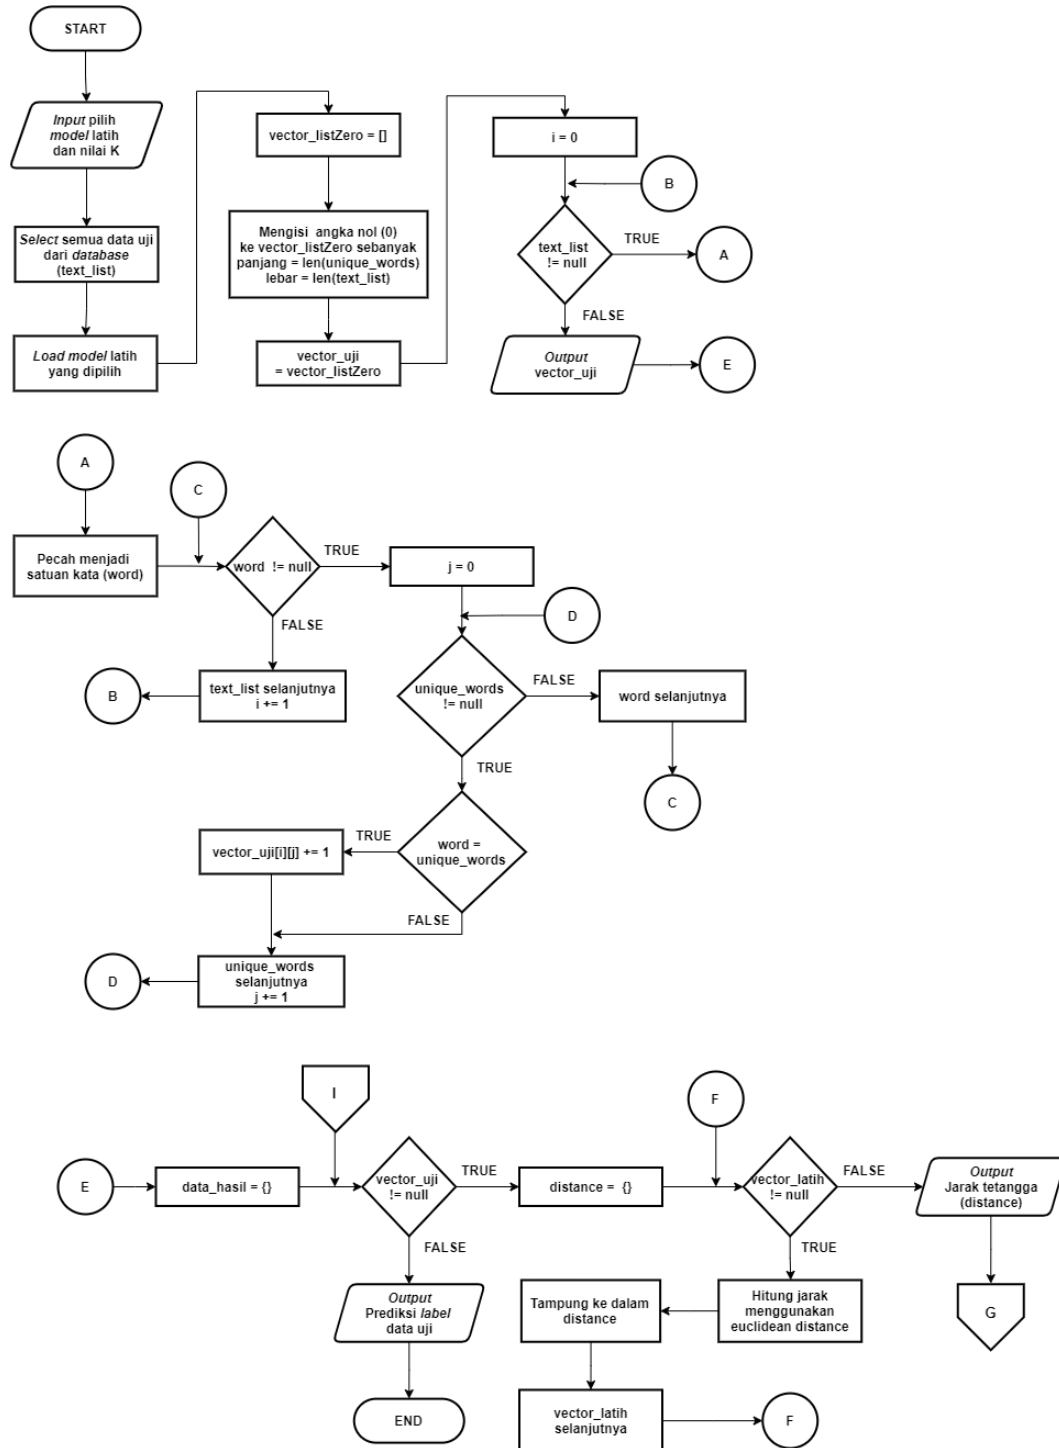 START
Input pilih
model latih
dan nilai K
Select semua data uji
dari database
(text_list)
Load model latih
yang dipilih
vector_listZero = []
Mengisi angka nol (0)
ke vector_listZero sebanyak
panjang = len(unique_words)
lebar = len(text_list)
vector_uji
= vector_listZero
i = 0
B
text_list
!= null
TRUE
A
FALSE
Output
vector_uji
E
A
Pecah menjadi
satuan kata (word)
C
word != null
TRUE
j = 0
FALSE
D
text_list selanjutnya
i += 1
B
unique_words
!= null
FALSE
word selanjutnya
C
TRUE
word =
unique_words
TRUE
vector_uji[i][j] += 1
FALSE
unique_words
selanjutnya
j += 1
D
I
F
E
data_hasil = {}
vector_uji
!= null
TRUE
distance = {}
vector_latih
!= null
FALSE
Output
Jarak tetangga
(distance)
FALSE
TRUE
Output
Prediksi label
data uji
Tampung ke dalam
distance
Hitung jarak
menggunakan
euclidean distance
G
END
vector_latih
selanjutnya
F